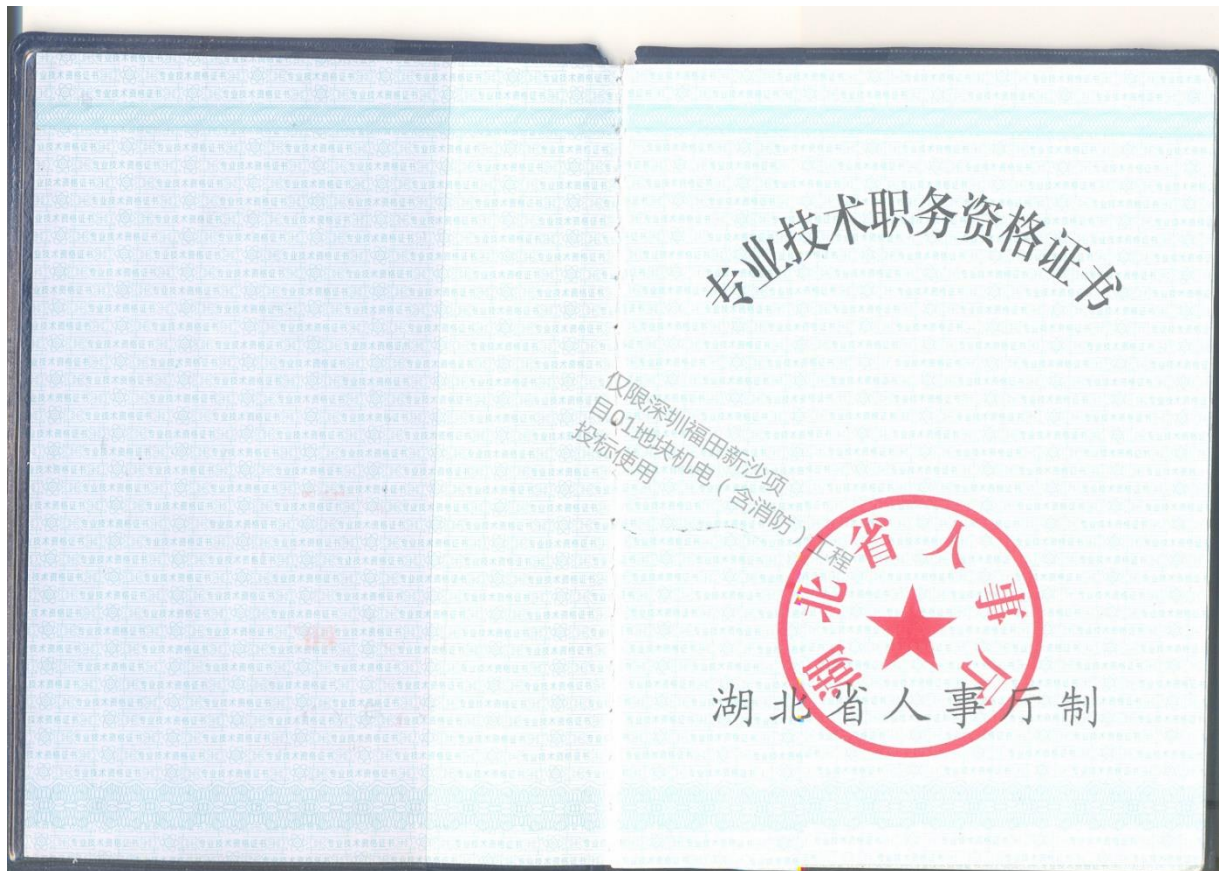 专业技术职务资格证书
仅限深圳福田新沙项
目Q1地块机电（含消防）工程
投标使用
湖北省人事厅
湖北省人事厅制